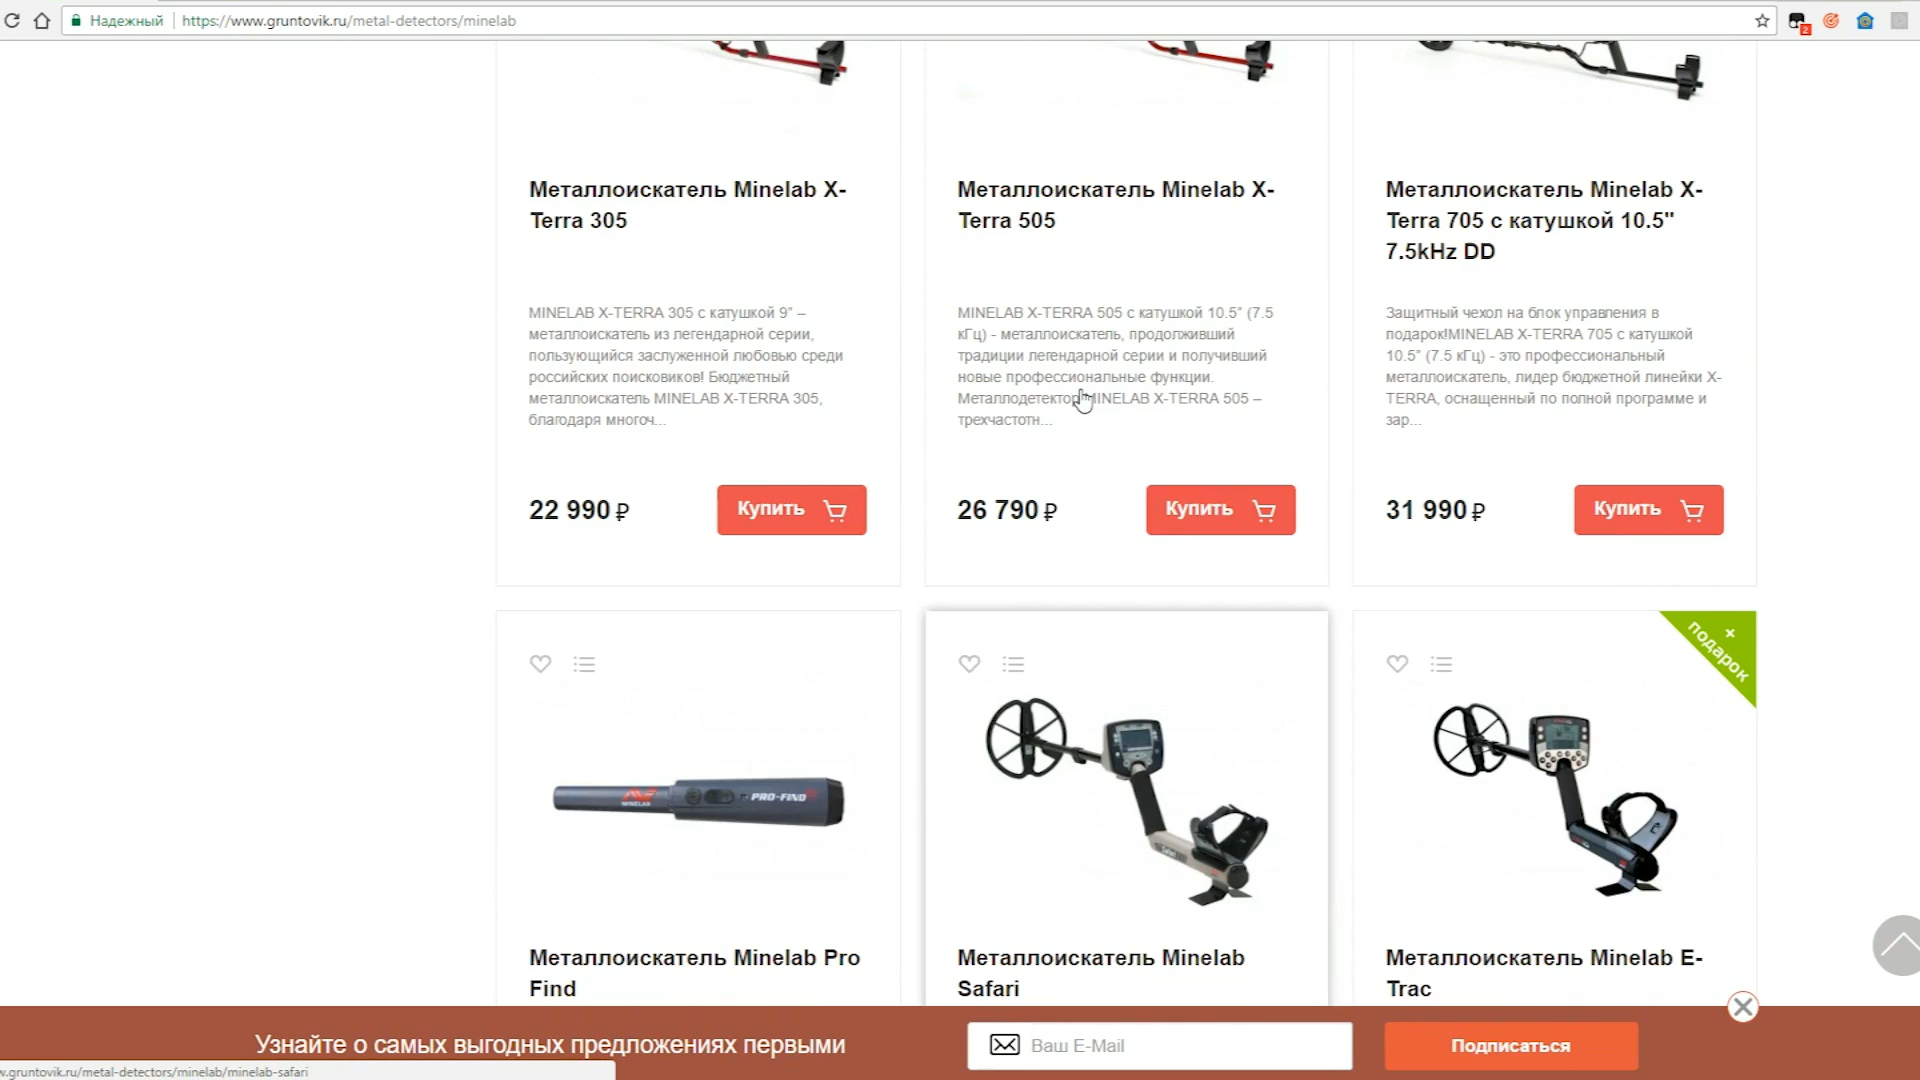 Надежный
https://www.gruntovik.ru/metal-detectors/minelab
2
Металлоискатель Minelab X-
Terra 305
MINELAB X-TERRA 305 с катушкой 9” –
металлоискатель из легендарной серии,
пользующийся заслуженной любовью среди
российских поисковиков! Бюджетный
металлоискатель MINELAB X-TERRA 305,
благодаря многоч...
22 990 ₽
Купить
Металлоискатель Minelab X-
Terra 505
MINELAB X-TERRA 505 с катушкой 10.5” (7.5
кГц) - металлоискатель, продолживший
традиции легендарной серии и получивший
новые профессиональные функции.
Металлодетектор MINELAB X-TERRA 505 –
трехчастотн...
26 790 ₽
Купить
Металлоискатель Minelab X-
Terra 705 с катушкой 10.5"
7.5kHz DD
Защитный чехол на блок управления в
подарок!MINELAB X-TERRA 705 с катушкой
10.5” (7.5 кГц) - это профессиональный
металлоискатель, лидер бюджетной линейки X-
TERRA, оснащенный по полной программе и
зар...
31 990 ₽
Купить
MINELAB
PRO-FIND
Металлоискатель Minelab Pro
Find
Safari
Металлоискатель Minelab
Safari
+
подарок
Металлоискатель Minelab E-
Trac
Узнайте о самых выгодных предложениях первыми
Ваш E-Mail
Подписаться
w.gruntovik.ru/metal-detectors/minelab/minelab-safari